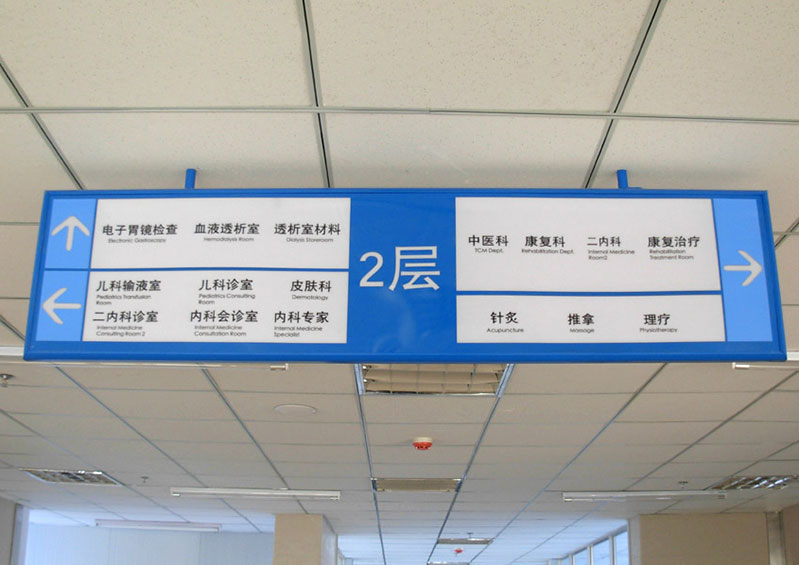 电子胃镜检查 血液透析室 透析室材料
Electronic Gastroscopy Hemodialysis Room Dialysis Storeroom
儿科输液室 儿科诊室 皮肤科
Pediatrics Transfusion Room Pediatrics Consulting Room Dermatology
二内科诊室 内科会诊室 内科专家
Internal Medicine Consulting Room 2 Internal Medicine Consultation Room Internal Medicine Specialist
2层
中医科 康复科 二内科 康复治疗
TCM Dept. Rehabilitation Dept. Internal Medicine Room2 Rehabilitation Treatment Room
针灸 推拿 理疗
Acupuncture Massage Physiotherapy